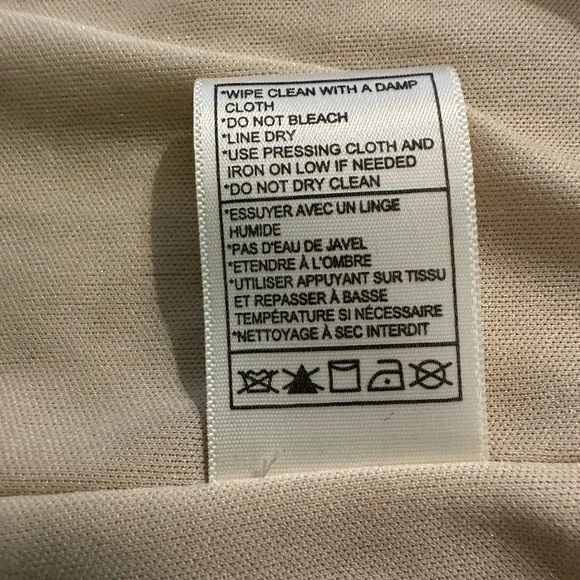 *WIPE CLEAN WITH A DAMP
CLOTH
*DO NOT BLEACH
*LINE DRY
*USE PRESSING CLOTH AND
IRON ON LOW IF NEEDED
*DO NOT DRY CLEAN
*ESSUYER AVEC UN LINGE
HUMIDE
*PAS D'EAU DE JAVEL
*ETENDRE À L'OMBRE
*UTILISER APPUYANT SUR TISSU
ET REPASSER À BASSE
TEMPÉRATURE SI NÉCESSAIRE
*NETTOYAGE À SEC INTERDIT